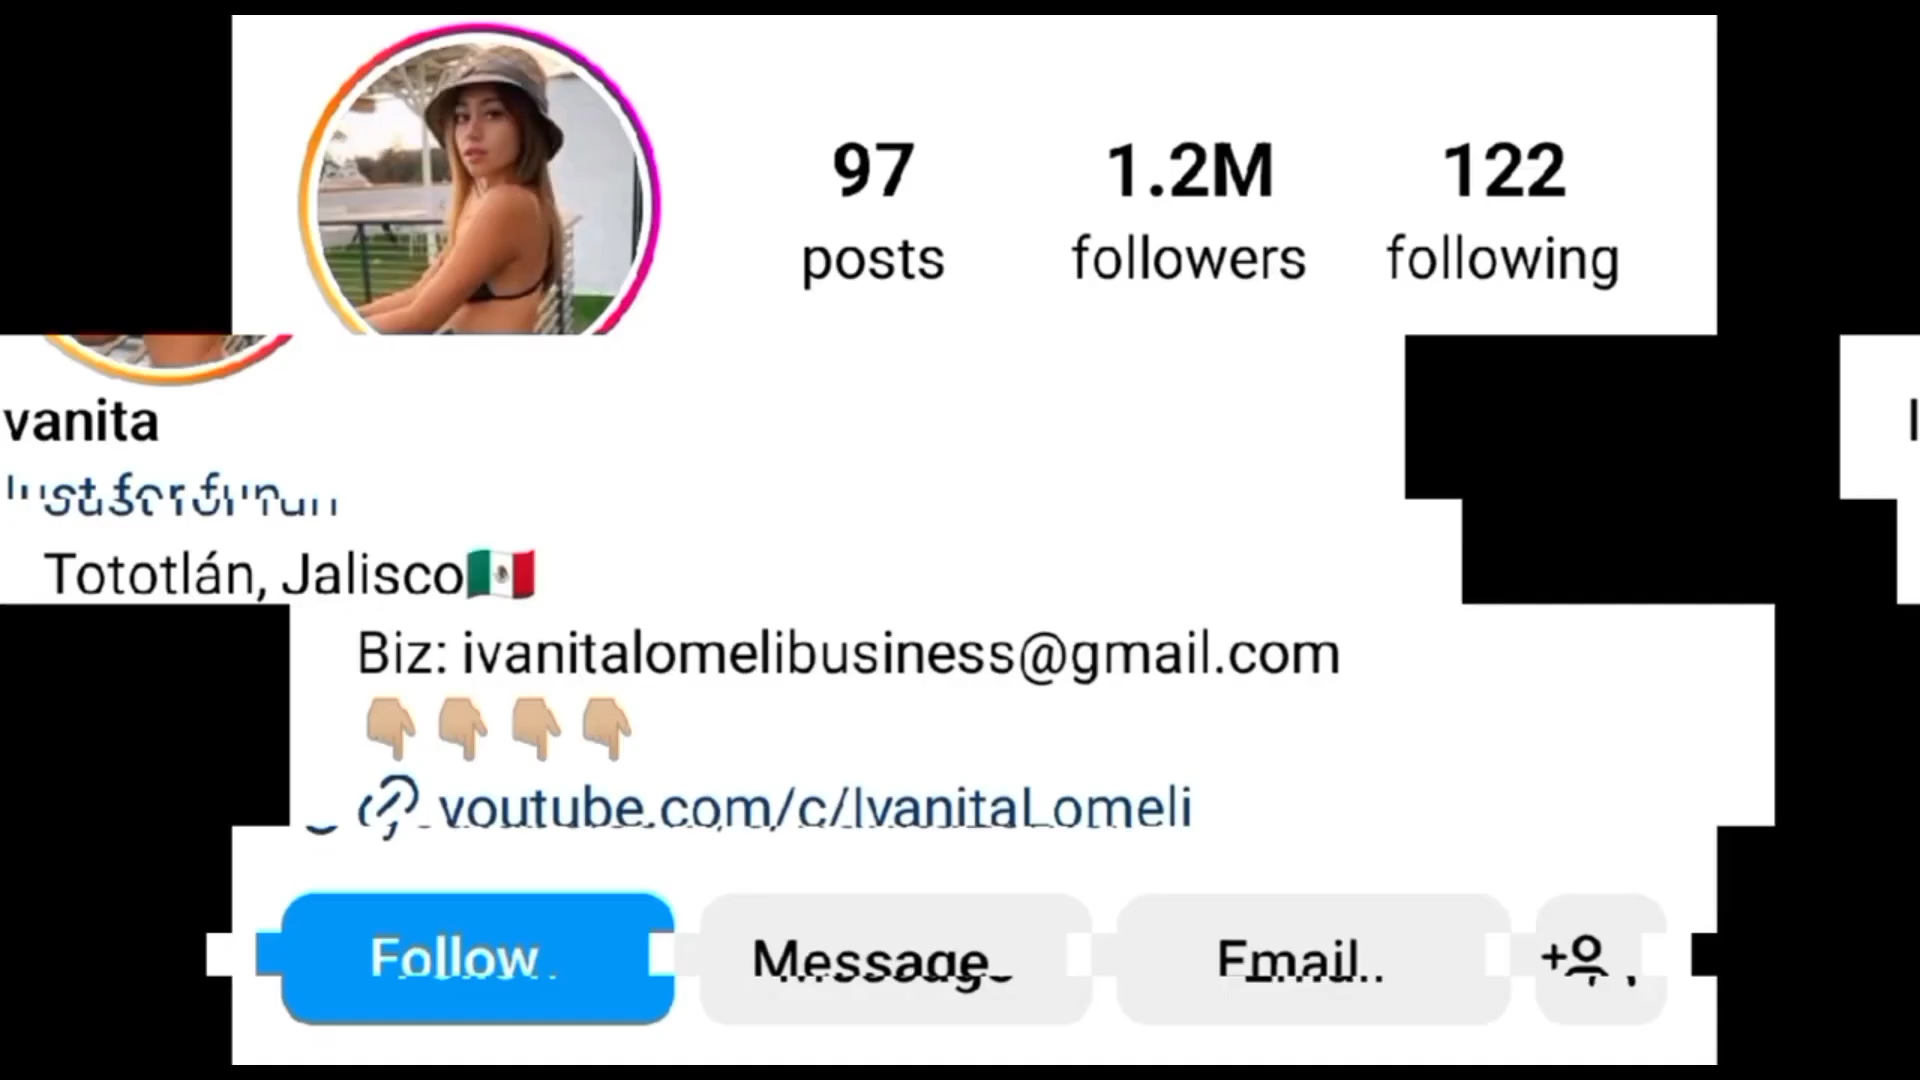 97 1.2M 122
posts followers following
vanita
Just for fun
Tototlán, Jalisco🇲🇽
Biz: ivanitalomelibusiness@gmail.com
👇🏼👇🏼👇🏼👇🏼
youtube.com/c/IvanitaLomeli
Follow Message Email